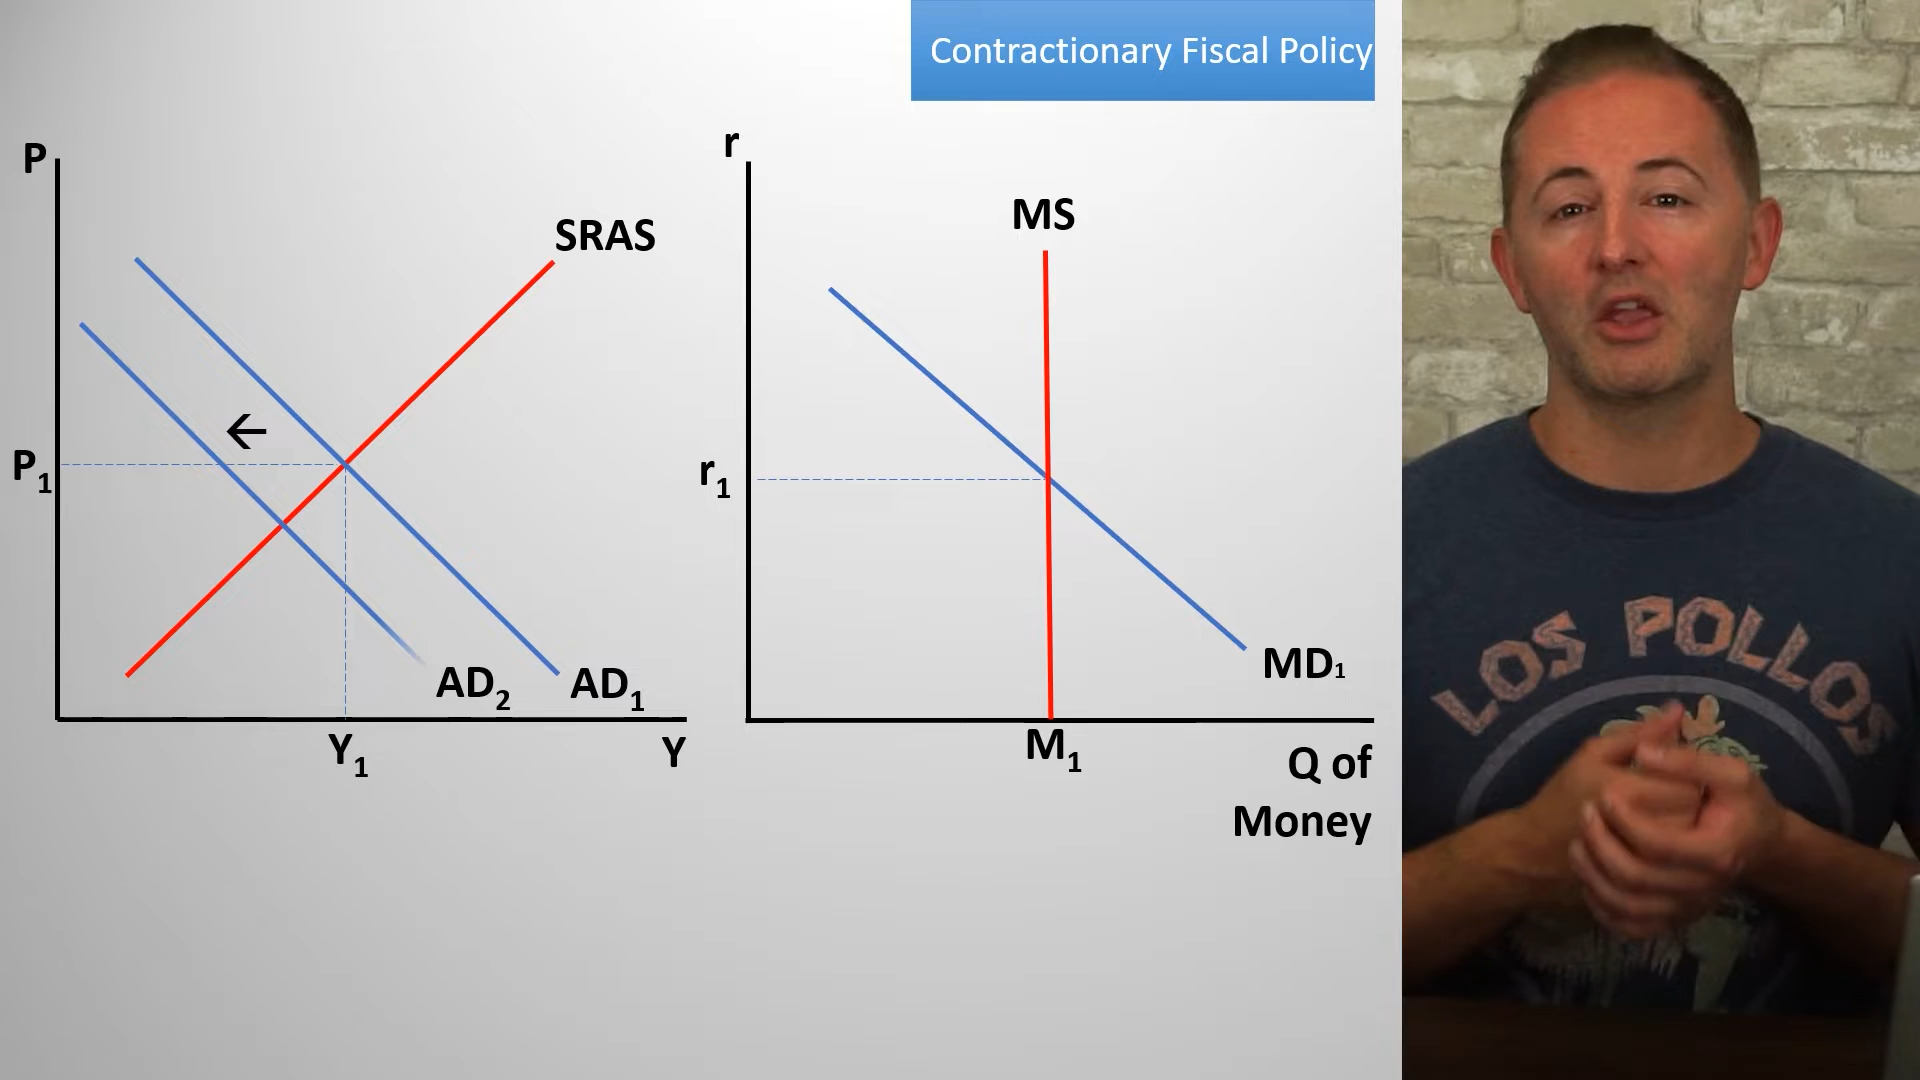 Contractionary Fiscal Policy
P
SRAS
P1
AD2
AD1
Y1
Y
r
MS
r1
MD1
M1
Q of
Money
LOS POLLOS